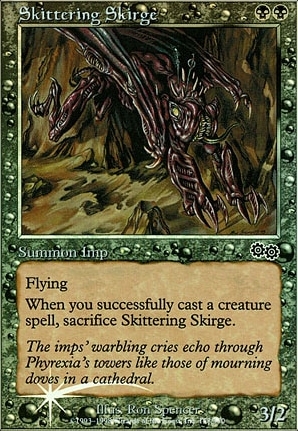 Skittering Skirge
Summon Imp
Flying
When you successfully cast a creature
spell, sacrifice Skittering Skirge.
The imps' warbling cries echo through
Phyrexia's towers like those of mourning
doves in a cathedral.
Illus. Ron Spencer
3/2